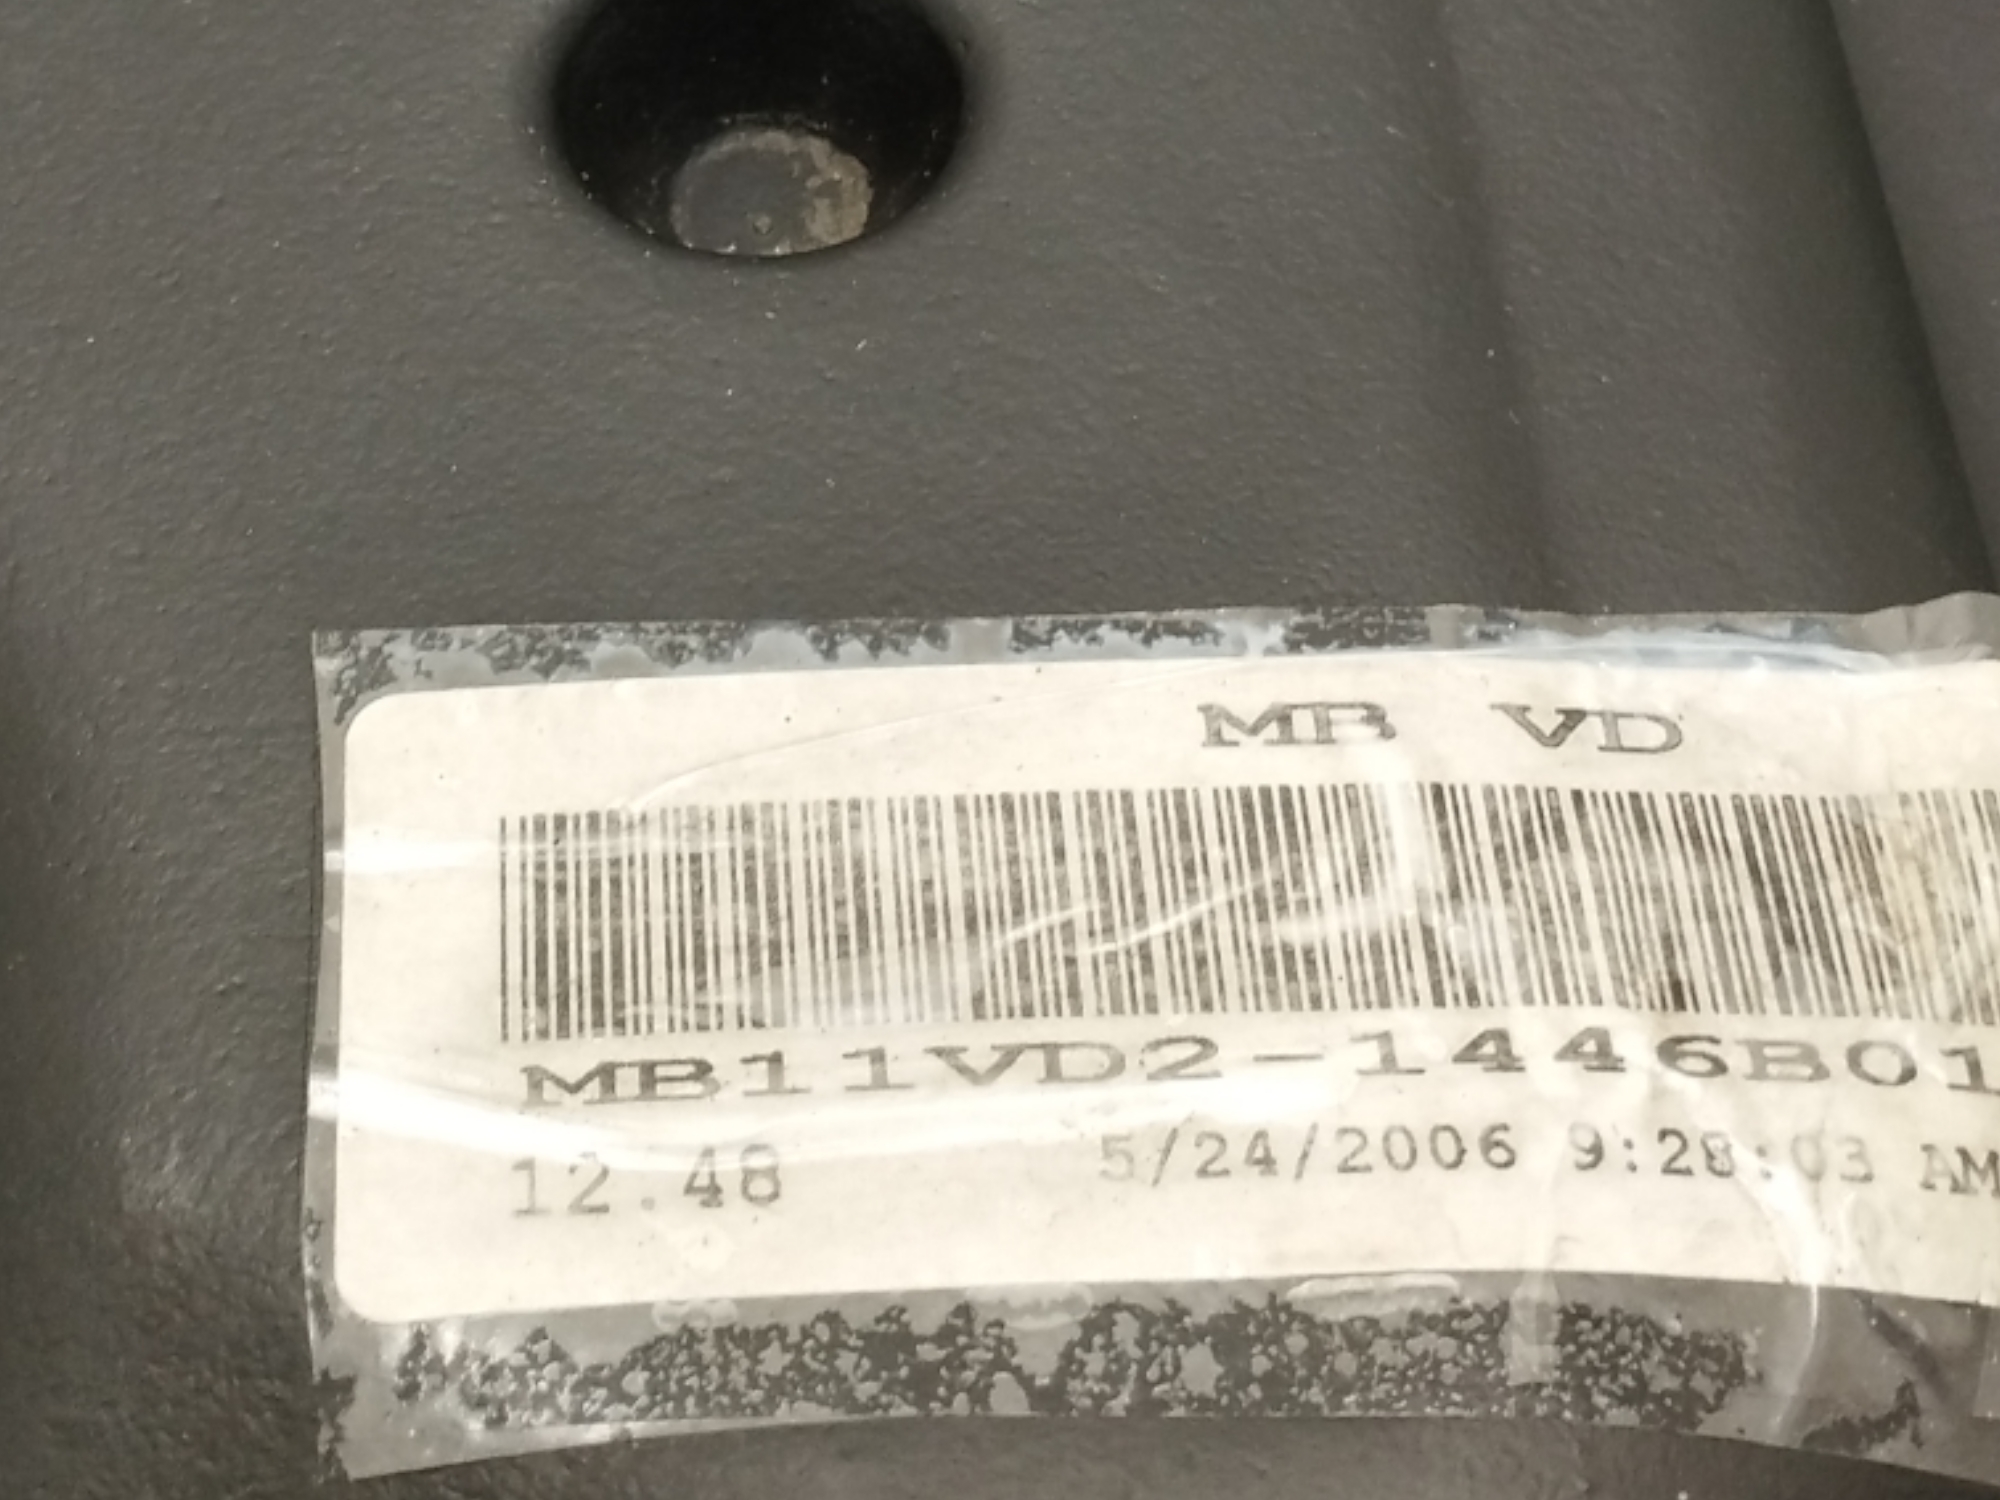 MB VD
MB11VD2-1446B01
12.48 5/24/2006 9:28:03 AM